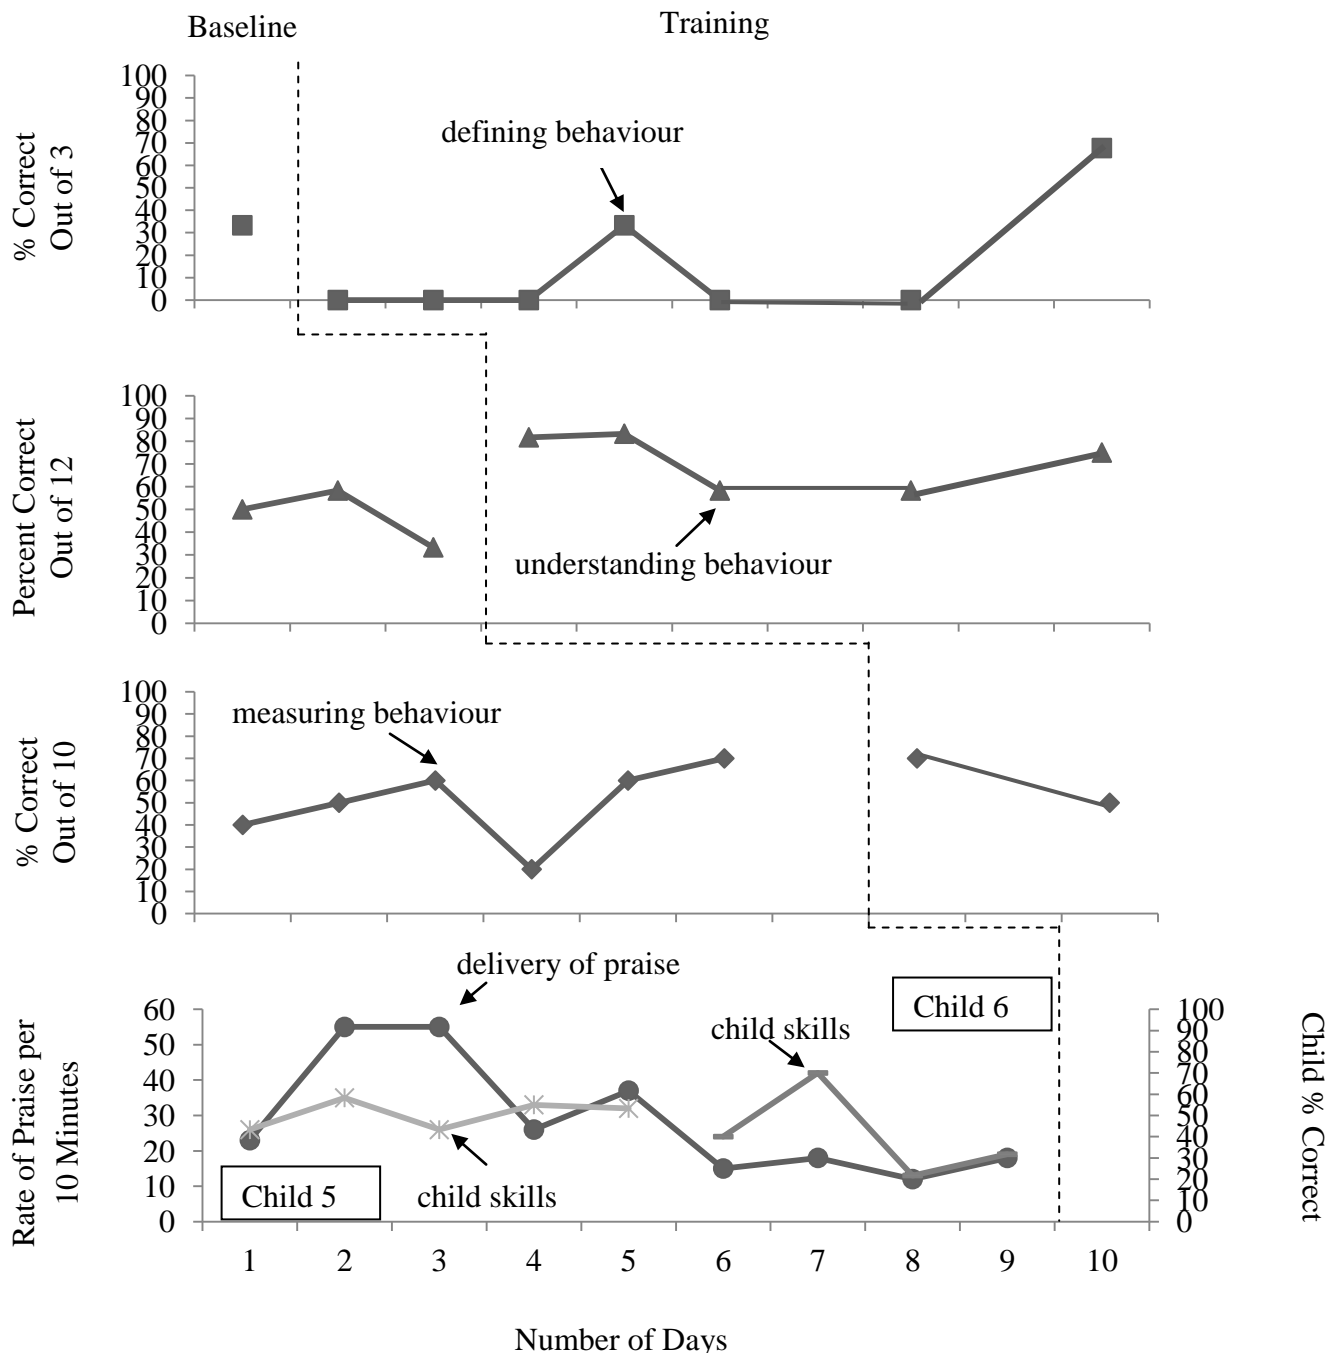 Baseline
Training
% Correct
Out of 3
100
90
80
70
60
50
40
30
20
10
0
defining behaviour
Percent Correct
Out of 12
100
90
80
70
60
50
40
30
20
10
0
understanding behaviour
% Correct
Out of 10
100
90
80
70
60
50
40
30
20
10
0
measuring behaviour
Rate of Praise per
10 Minutes
60
50
40
30
20
10
0
delivery of praise
child skills
Child 6
Child 5
child skills
100
90
80
70
60
50
40
30
20
10
0
Child % Correct
1 2 3 4 5 6 7 8 9 10
Number of Days